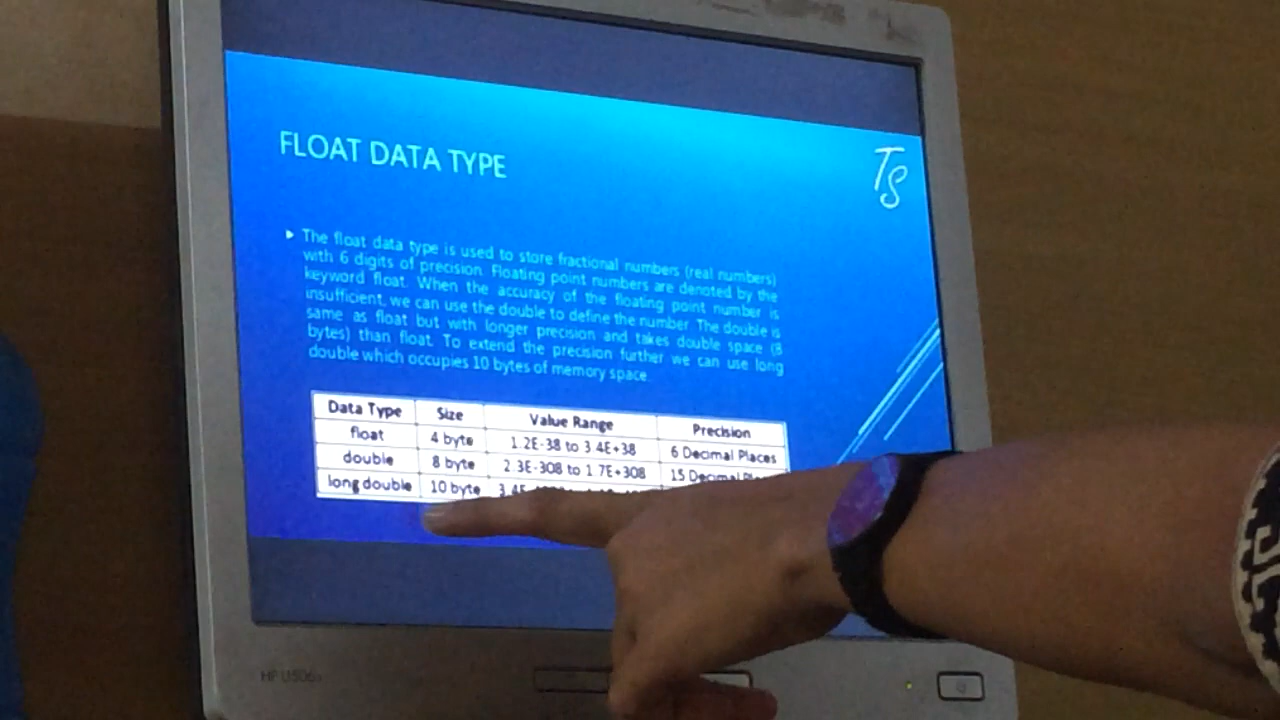 FLOAT DATA TYPE
TS
▶ The float data type is used to store fractional numbers (real numbers)
with 6 digits of precision. Floating point numbers are denoted by the
keyword float. When the accuracy of the floating point number is
insufficient, we can use the double to define the number. The double is
same as float but with longer precision and takes double space (8
bytes) than float. To extend the precision further we can use long
double which occupies 10 bytes of memory space.
Data Type Size Value Range Precision
float 4 byte 1.2E-38 to 3.4E+38 6 Decimal Places
double 8 byte 2.3E-308 to 1.7E+308 15 Decimal
long double 10 byte
HP